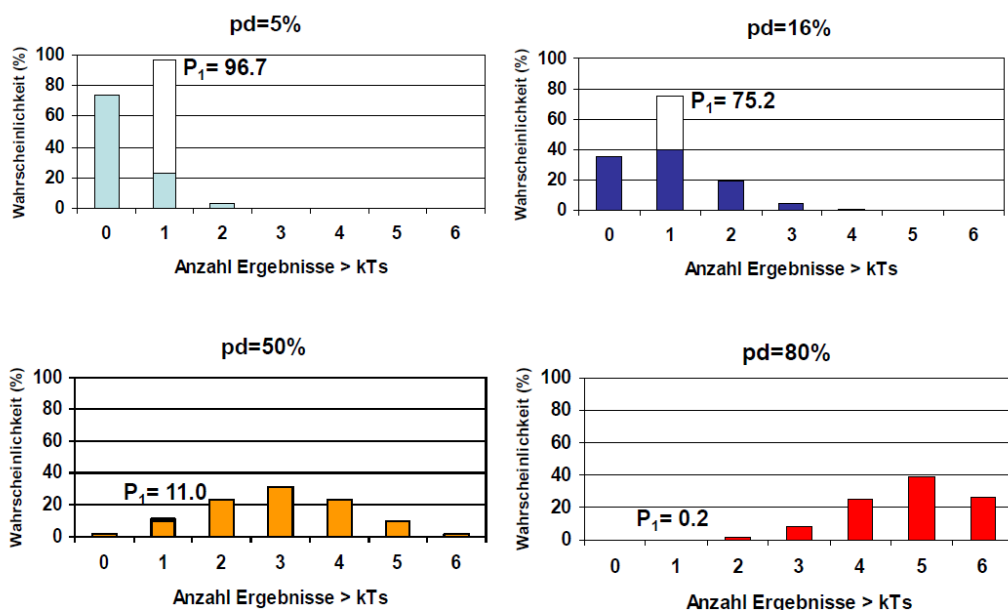 pd=5%
Wahrscheinlichkeit (%)
100
80
60
40
20
0
P1= 96.7
0 1 2 3 4 5 6
Anzahl Ergebnisse > kTs
pd=16%
Wahrscheinlichkeit (%)
100
80
60
40
20
0
P1= 75.2
0 1 2 3 4 5 6
Anzahl Ergebnisse > kTs
pd=50%
Wahrscheinlichkeit (%)
100
80
60
40
20
0
P1= 11.0
0 1 2 3 4 5 6
Anzahl Ergebnisse > kTs
pd=80%
Wahrscheinlichkeit (%)
100
80
60
40
20
0
P1= 0.2
0 1 2 3 4 5 6
Anzahl Ergebnisse > kTs